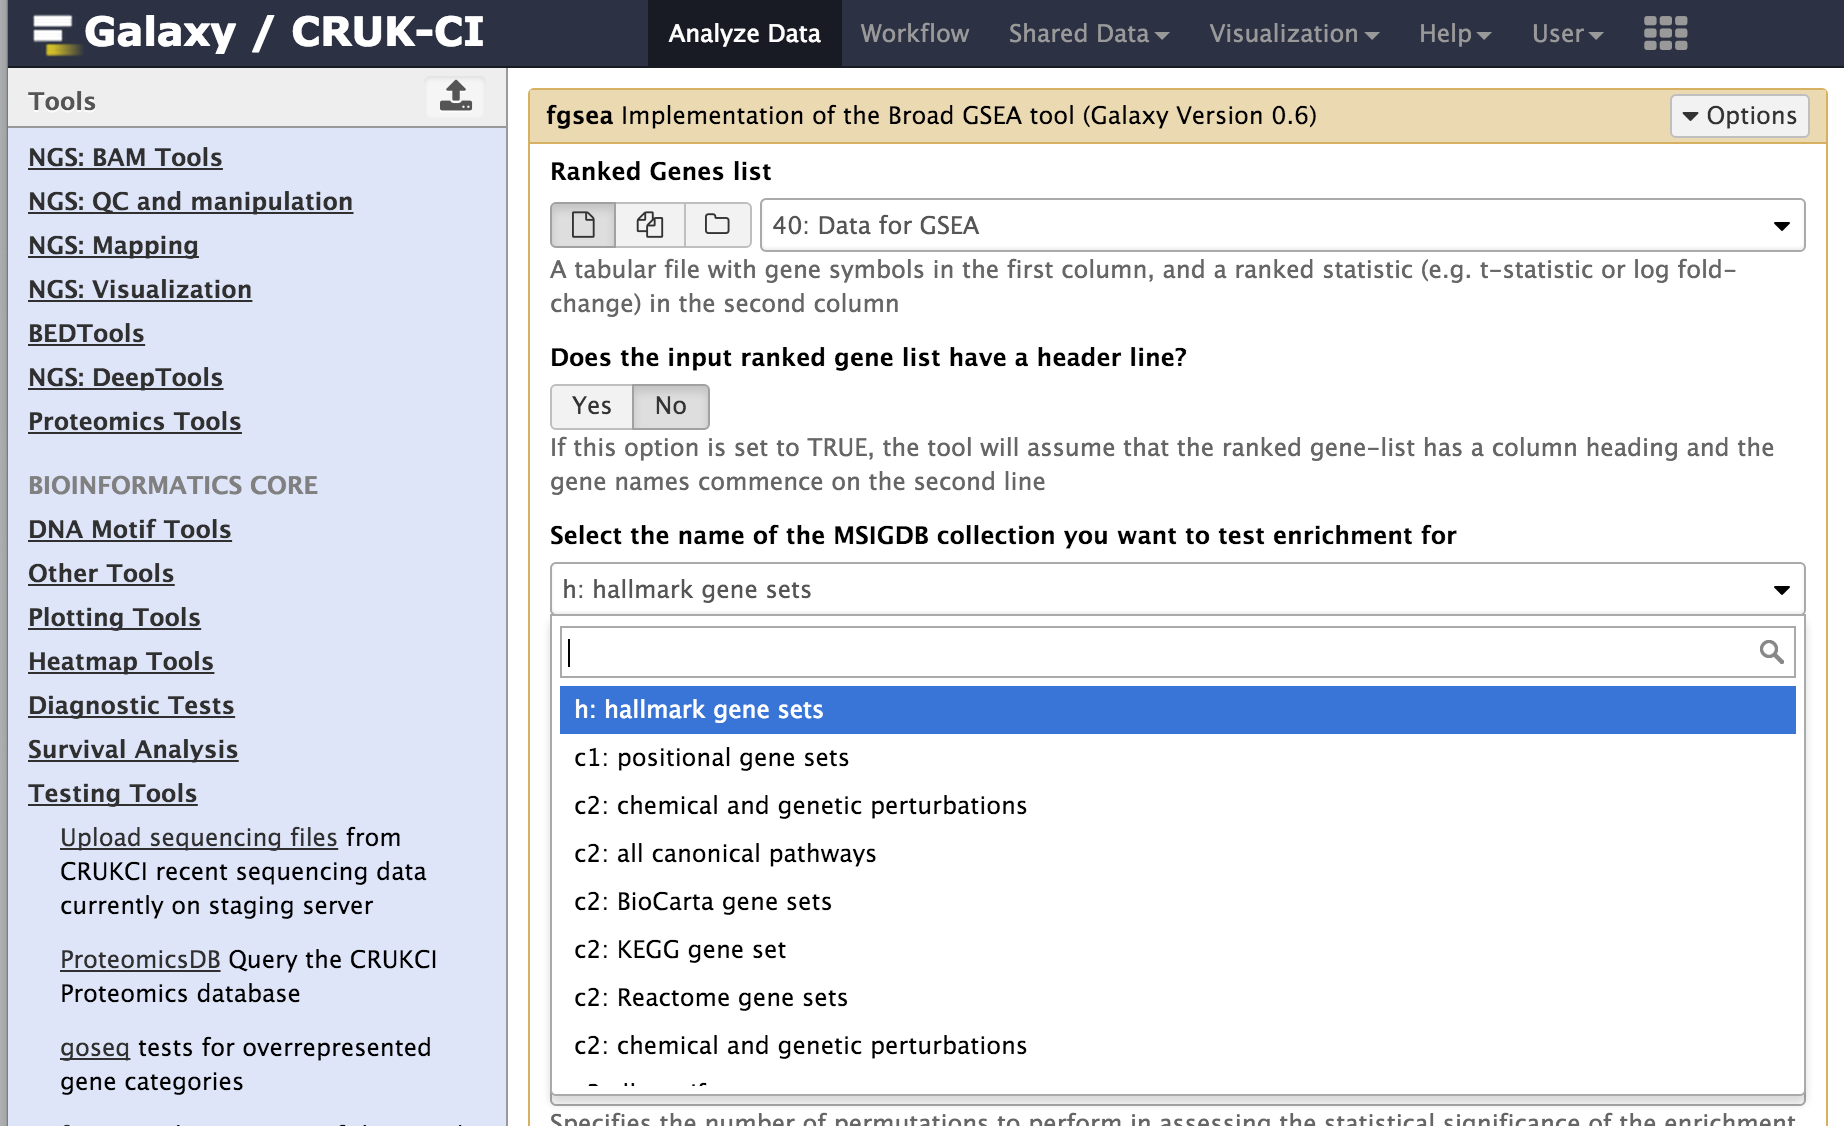 Galaxy / CRUK-CI
Analyze Data
Workflow
Shared Data
Visualization
Help
User
Tools
NGS: BAM Tools
NGS: QC and manipulation
NGS: Mapping
NGS: Visualization
BEDTools
NGS: DeepTools
Proteomics Tools
BIOINFORMATICS CORE
DNA Motif Tools
Other Tools
Plotting Tools
Heatmap Tools
Diagnostic Tests
Survival Analysis
Testing Tools
Upload sequencing files from
CRUKCI recent sequencing data
currently on staging server
ProteomicsDB Query the CRUKCI
Proteomics database
goseq tests for overrepresented
gene categories
fgsea Implementation of the Broad GSEA tool (Galaxy Version 0.6)
Options
Ranked Genes list
40: Data for GSEA
A tabular file with gene symbols in the first column, and a ranked statistic (e.g. t-statistic or log fold-
change) in the second column
Does the input ranked gene list have a header line?
Yes No
If this option is set to TRUE, the tool will assume that the ranked gene-list has a column heading and the
gene names commence on the second line
Select the name of the MSIGDB collection you want to test enrichment for
h: hallmark gene sets
h: hallmark gene sets
c1: positional gene sets
c2: chemical and genetic perturbations
c2: all canonical pathways
c2: BioCarta gene sets
c2: KEGG gene set
c2: Reactome gene sets
c2: chemical and genetic perturbations
Specifies the number of permutations to perform in assessing the statistical significance of the enrichment